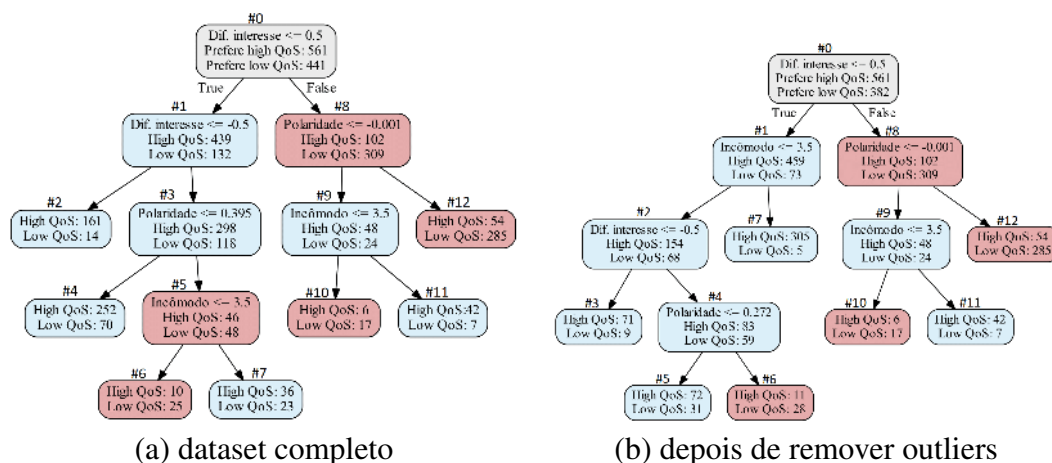 #0
Dif. interesse <= 0.5
Prefere high QoS: 561
Prefere low QoS: 441
True
False
#1
Dif. interesse <= -0.5
High QoS: 439
Low QoS: 132
#8
Polaridade <= -0.001
High QoS: 102
Low QoS: 309
#2
High QoS: 161
Low QoS: 14
#3
Polaridade <= 0.395
High QoS: 298
Low QoS: 118
#9
Incômodo <= 3.5
High QoS: 48
Low QoS: 24
#12
High QoS: 54
Low QoS: 285
#4
High QoS: 252
Low QoS: 70
#5
Incômodo <= 3.5
High QoS: 46
Low QoS: 48
#10
High QoS: 6
Low QoS: 17
#11
High QoS: 42
Low QoS: 7
#6
High QoS: 10
Low QoS: 25
#7
High QoS: 36
Low QoS: 23
(a) dataset completo
#0
Dif. interesse <= 0.5
Prefere high QoS: 561
Prefere low QoS: 382
True
False
#1
Incômodo <= 3.5
High QoS: 459
Low QoS: 73
#8
Polaridade <= -0.001
High QoS: 102
Low QoS: 309
#2
Dif. interesse <= -0.5
High QoS: 154
Low QoS: 68
#7
High QoS: 305
Low QoS: 5
#9
Incômodo <= 3.5
High QoS: 48
Low QoS: 24
#12
High QoS: 54
Low QoS: 285
#3
High QoS: 71
Low QoS: 9
#4
Polaridade <= 0.272
High QoS: 83
Low QoS: 59
#10
High QoS: 6
Low QoS: 17
#11
High QoS: 42
Low QoS: 7
#5
High QoS: 72
Low QoS: 31
#6
High QoS: 11
Low QoS: 28
(b) depois de remover outliers